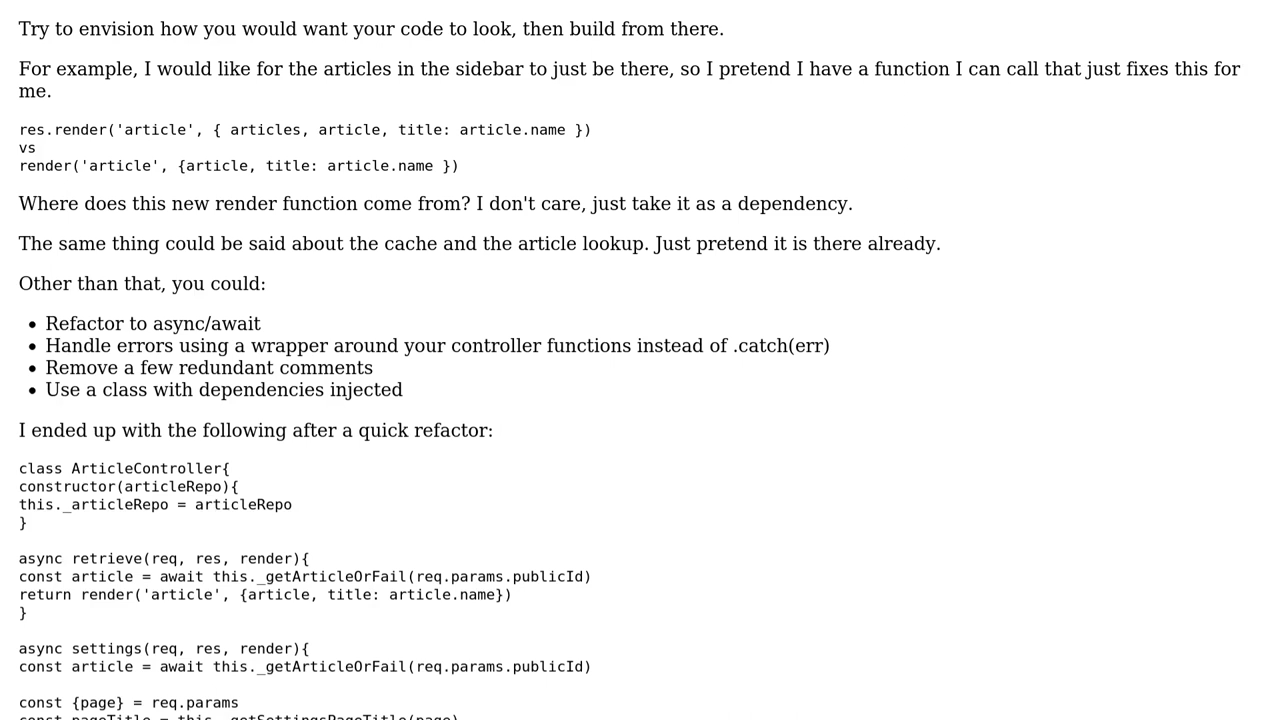 Try to envision how you would want your code to look, then build from there.
For example, I would like for the articles in the sidebar to just be there, so I pretend I have a function I can call that just fixes this for
me.
res.render('article', { articles, article, title: article.name })
vs
render('article', {article, title: article.name })
Where does this new render function come from? I don't care, just take it as a dependency.
The same thing could be said about the cache and the article lookup. Just pretend it is there already.
Other than that, you could:
• Refactor to async/await
• Handle errors using a wrapper around your controller functions instead of .catch(err)
• Remove a few redundant comments
• Use a class with dependencies injected
I ended up with the following after a quick refactor:
class ArticleController{
constructor(articleRepo){
this._articleRepo = articleRepo
}
async retrieve(req, res, render){
const article = await this._getArticleOrFail(req.params.publicId)
return render('article', {article, title: article.name})
}
async settings(req, res, render){
const article = await this._getArticleOrFail(req.params.publicId)
const {page} = req.params
const pageTitle = this._getSettingsPageTitle(page)